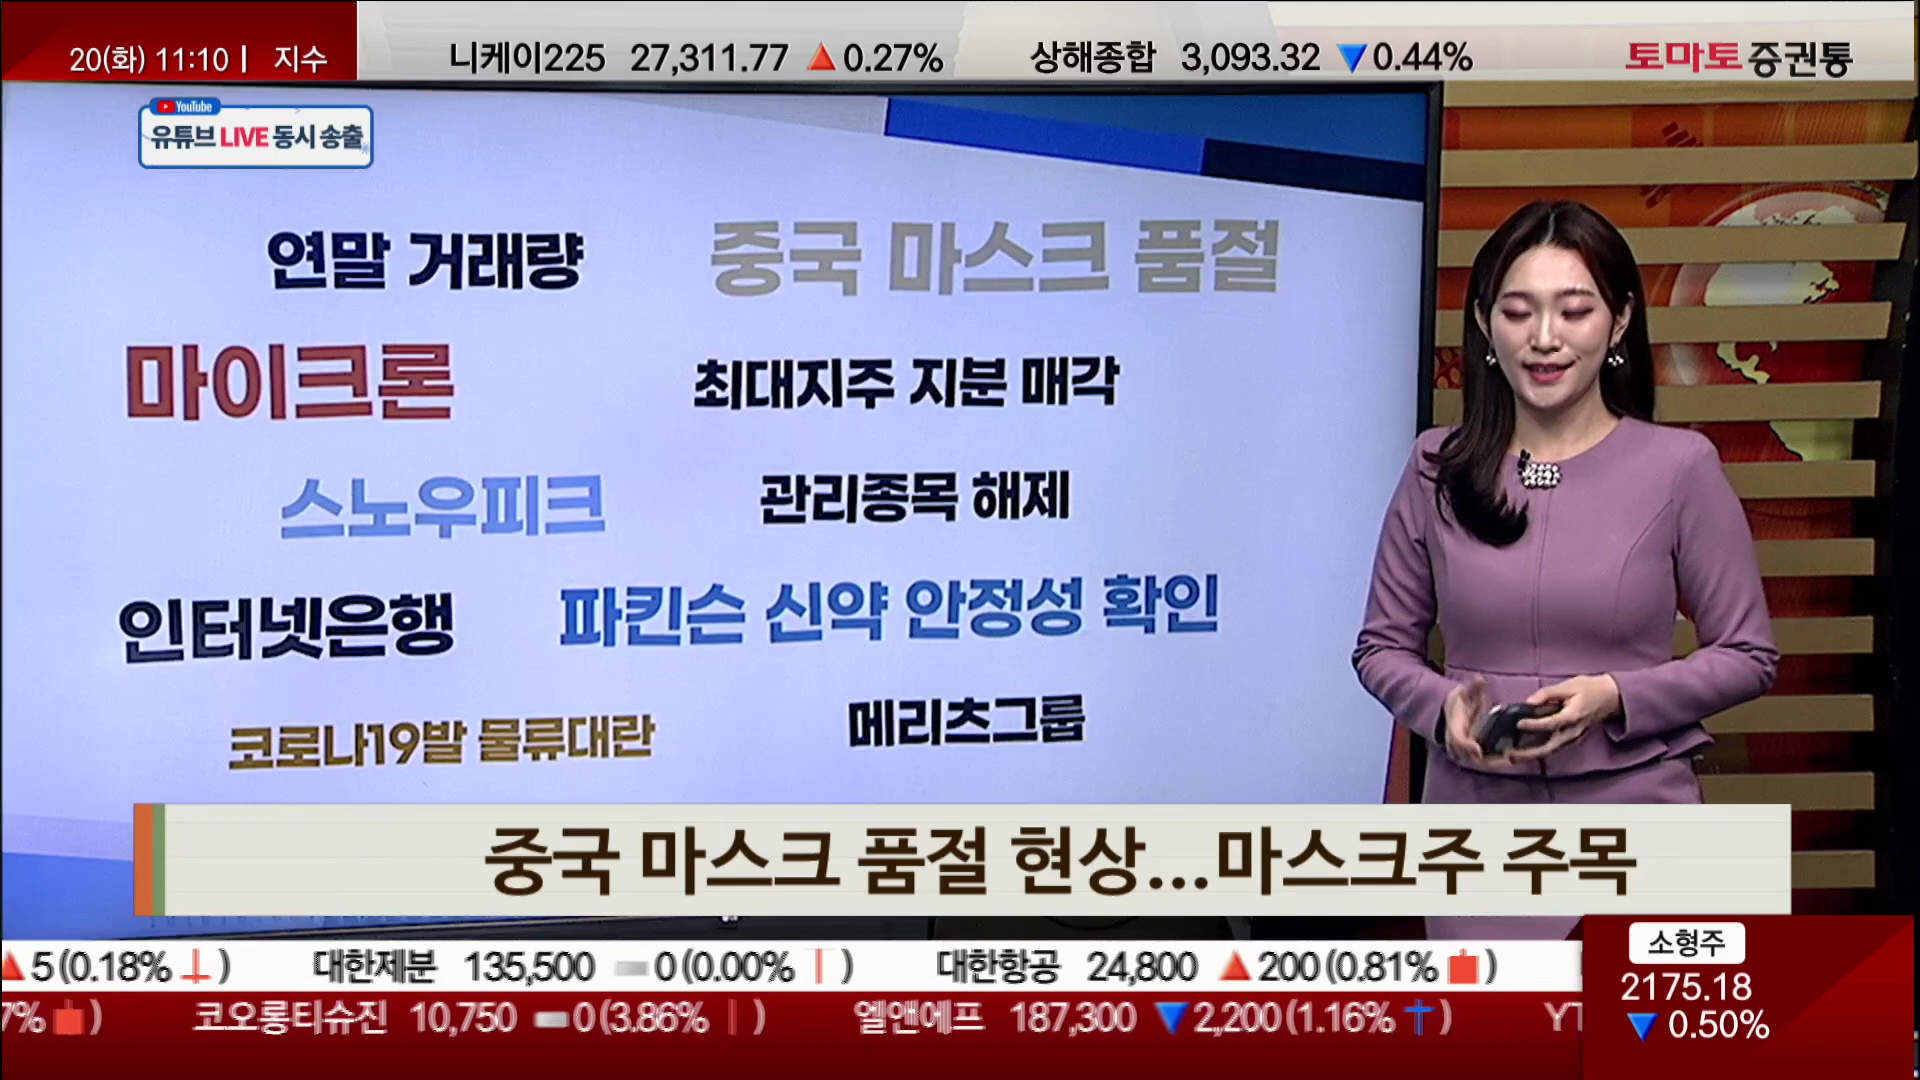 20(화) 11:10 | 지수
니케이225 27,311.77 ▲0.27% 상해종합 3,093.32 ▼0.44%
토마토증권통
YouTube
유튜브 LIVE 동시 송출
연말 거래량 중국 마스크 품절
마이크론 최대지주 지분 매각
스노우피크 관리종목 해제
인터넷은행 파킨슨 신약 안정성 확인
코로나19발 물류대란 메리츠그룹
중국 마스크 품절 현상...마스크주 주목
▲5(0.18% ) 대한제분 135,500 0(0.00% ) 대한항공 24,800 ▲200(0.81% )
7% ) 코오롱티슈진 10,750 0(3.86% ) 엘앤에프 187,300 ▼2,200(1.16% ) YT
소형주
2175.18
▼0.50%